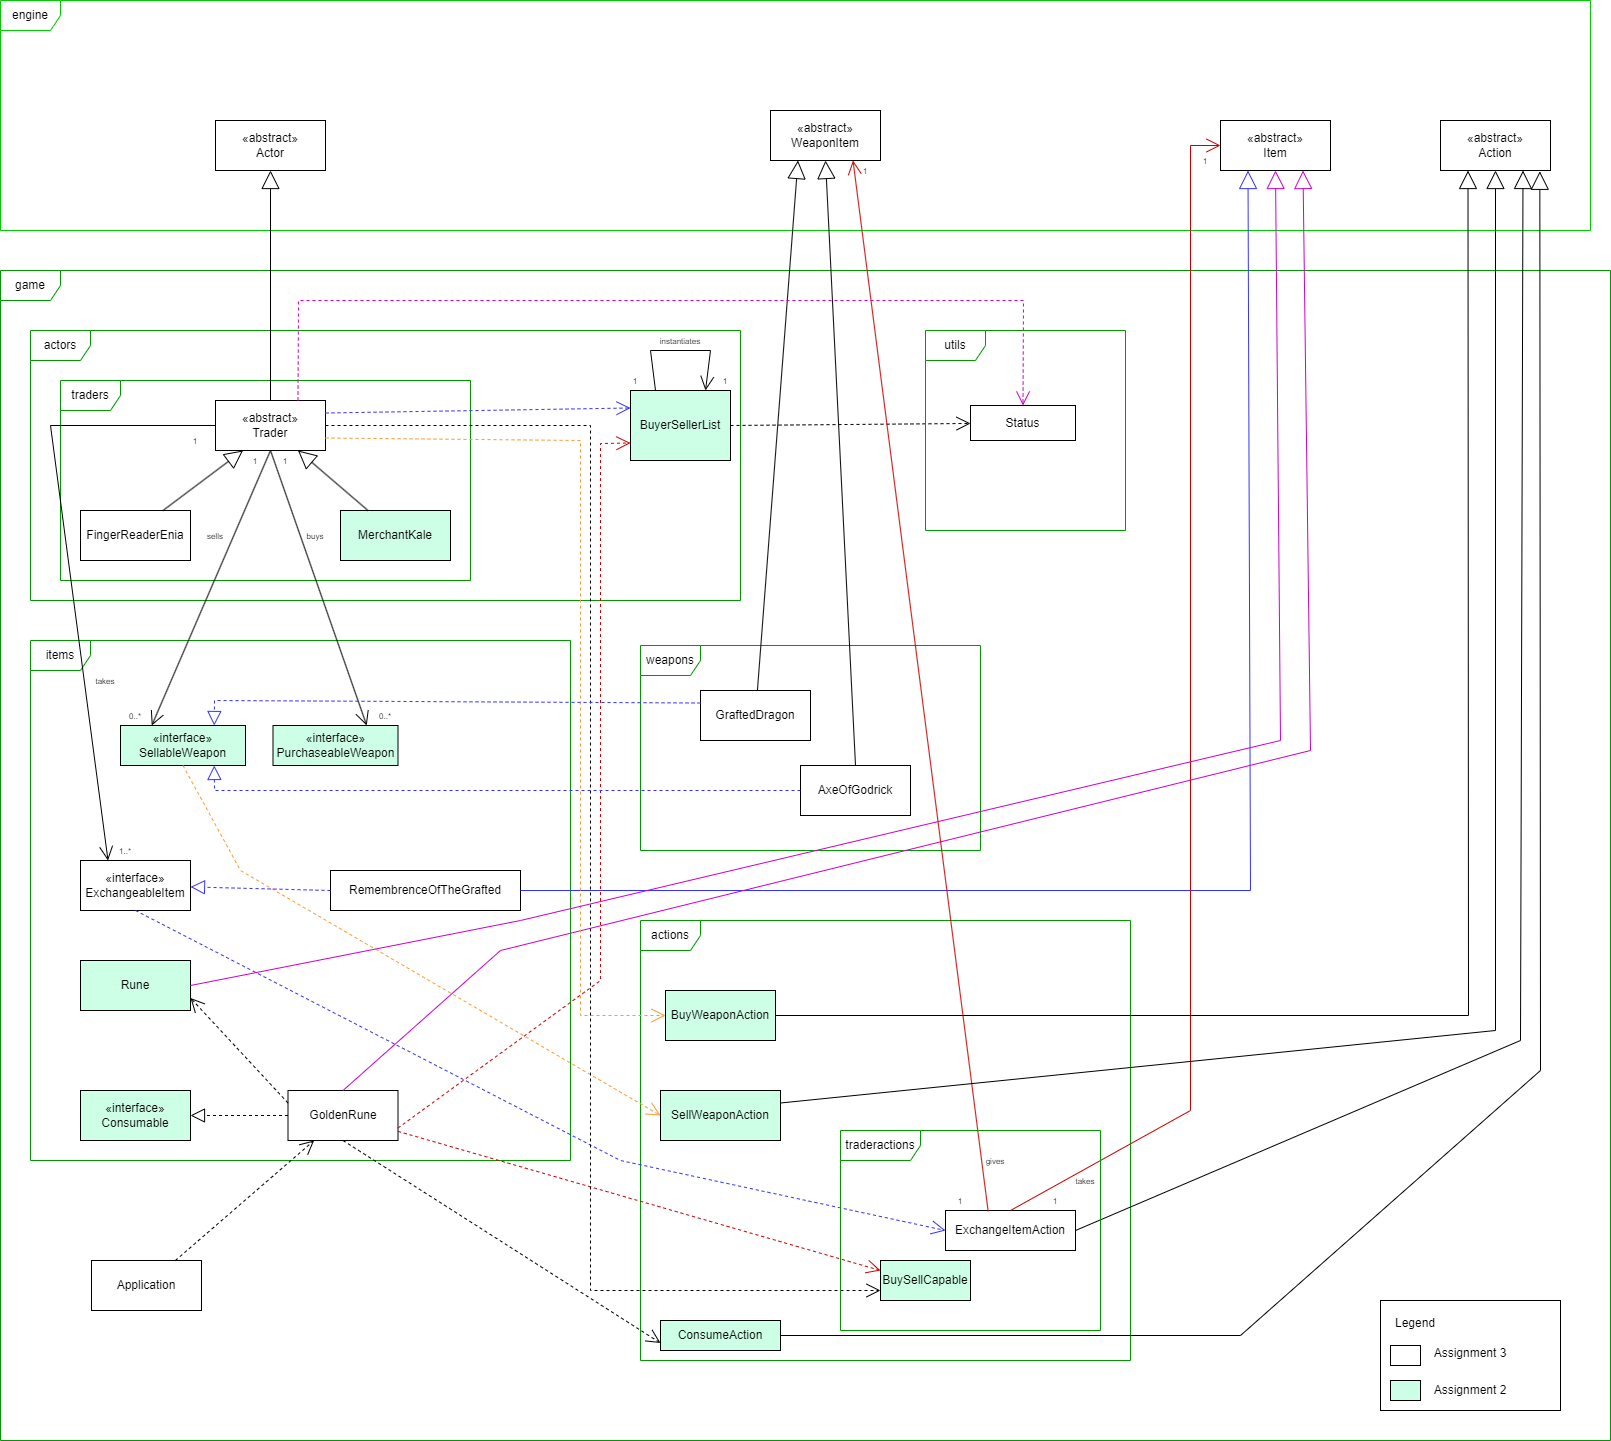 engine
«abstract»
Actor
«abstract»
WeaponItem
1
«abstract»
Item
1
«abstract»
Action
game
actors
traders
«abstract»
Trader
1
1
1
FingerReaderEnia
MerchantKale
sells
buys
instantiates
1
1
BuyerSellerList
utils
Status
items
takes
0..*
0..*
«interface»
SellableWeapon
«interface»
PurchaseableWeapon
1..*
«interface»
ExchangeableItem
RemembrenceOfTheGrafted
Rune
«interface»
Consumable
GoldenRune
weapons
GraftedDragon
AxeOfGodrick
actions
BuyWeaponAction
SellWeaponAction
traderactions
gives
takes
1
1
ExchangeItemAction
BuySellCapable
ConsumeAction
Application
Legend
Assignment 3
Assignment 2